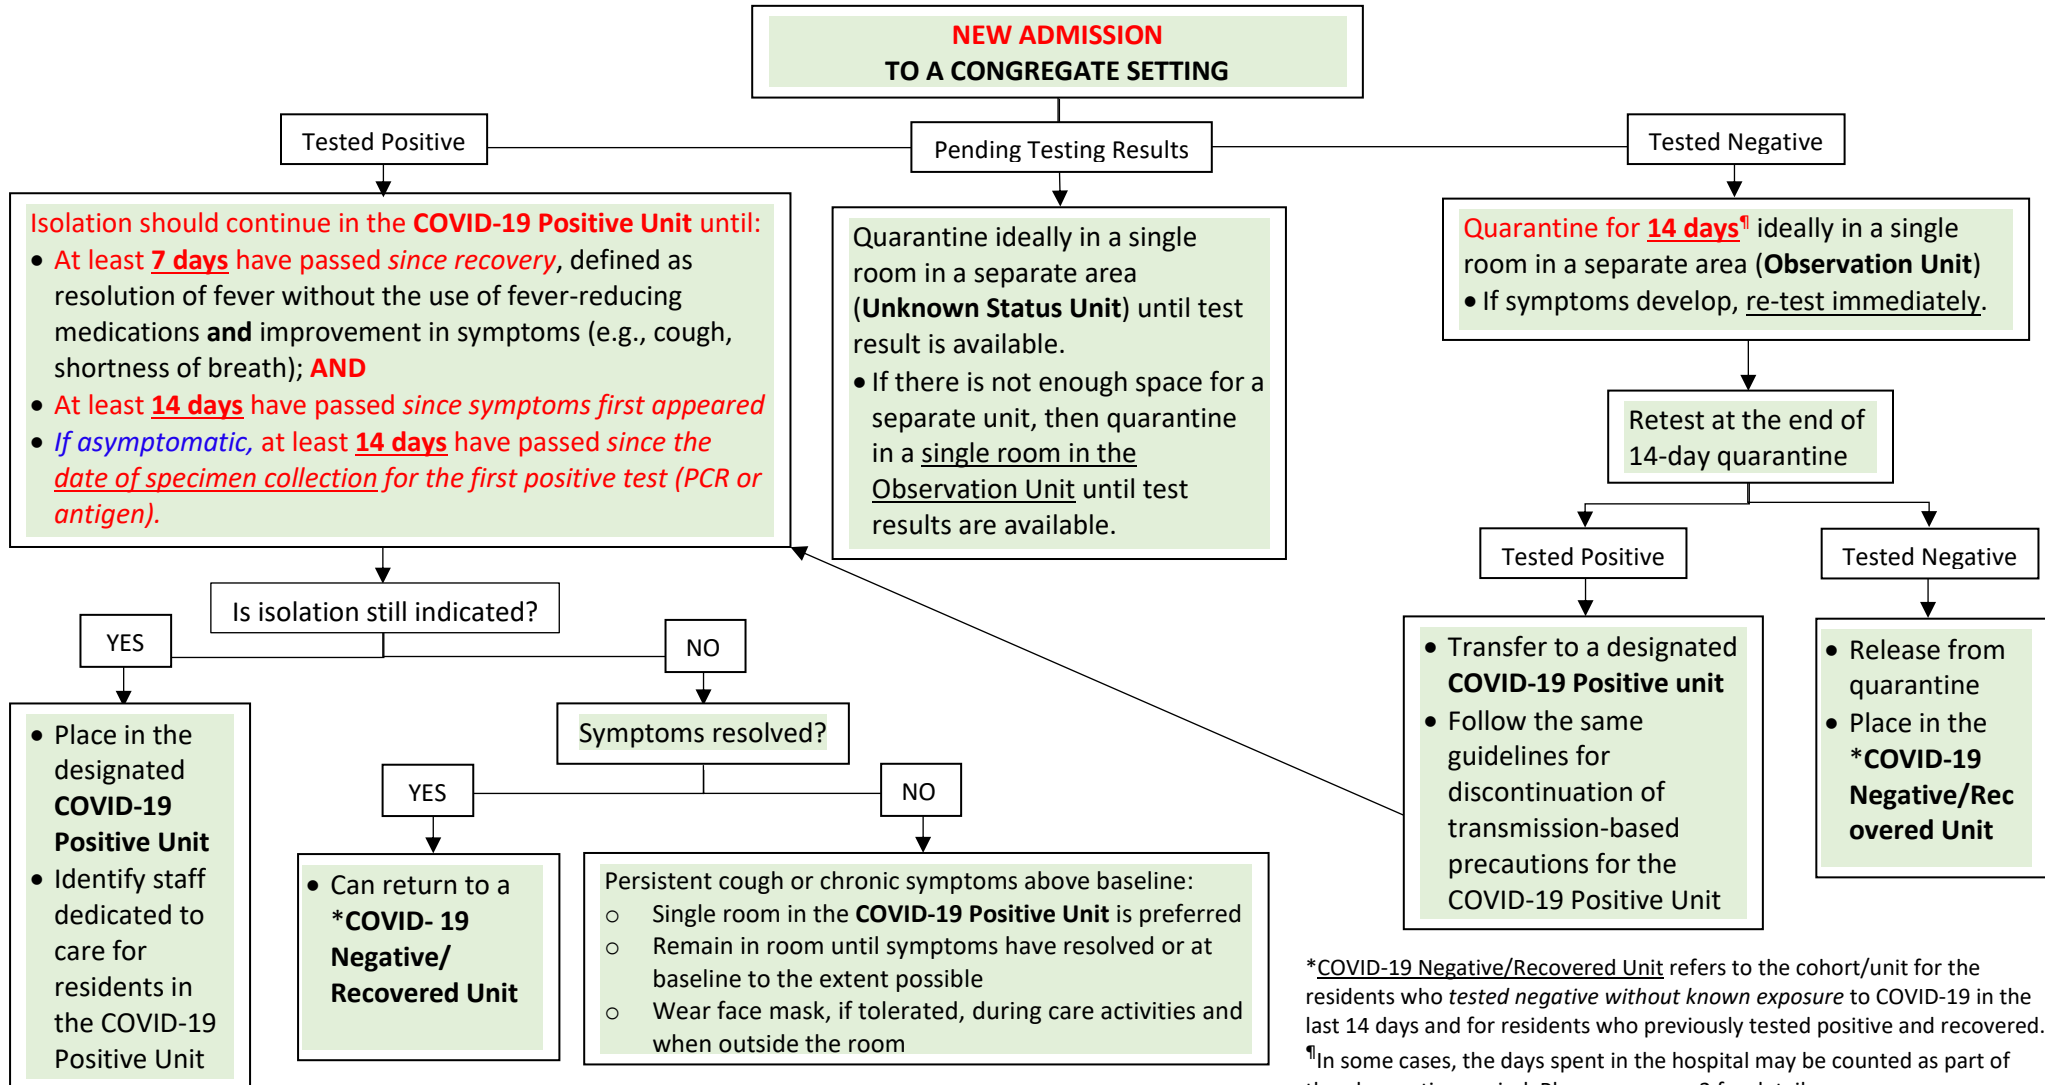 NEW ADMISSION
TO A CONGREGATE SETTING
Tested Positive
Pending Testing Results
Tested Negative
Isolation should continue in the COVID-19 Positive Unit until:
• At least 7 days have passed since recovery, defined as
resolution of fever without the use of fever-reducing
medications and improvement in symptoms (e.g., cough,
shortness of breath); AND
• At least 14 days have passed since symptoms first appeared
• If asymptomatic, at least 14 days have passed since the
date of specimen collection for the first positive test (PCR or
antigen).
Quarantine ideally in a single
room in a separate area
(Unknown Status Unit) until test
result is available.
• If there is not enough space for a
separate unit, then quarantine
in a single room in the
Observation Unit until test
results are available.
Quarantine for 14 days¶ ideally in a single
room in a separate area (Observation Unit)
• If symptoms develop, re-test immediately.
Retest at the end of
14-day quarantine
Tested Positive
Tested Negative
Is isolation still indicated?
YES
NO
• Place in the
designated
COVID-19
Positive Unit
• Identify staff
dedicated to
care for
residents in
the COVID-19
Positive Unit
Symptoms resolved?
YES
NO
• Can return to a
*COVID- 19
Negative/
Recovered Unit
Persistent cough or chronic symptoms above baseline:
o Single room in the COVID-19 Positive Unit is preferred
o Remain in room until symptoms have resolved or at
baseline to the extent possible
o Wear face mask, if tolerated, during care activities and
when outside the room
• Transfer to a designated
COVID-19 Positive unit
• Follow the same
guidelines for
discontinuation of
transmission-based
precautions for the
COVID-19 Positive Unit
• Release from
quarantine
• Place in the
*COVID-19
Negative/Rec
overed Unit
*COVID-19 Negative/Recovered Unit refers to the cohort/unit for the
residents who tested negative without known exposure to COVID-19 in the
last 14 days and for residents who previously tested positive and recovered.
¶In some cases, the days spent in the hospital may be counted as part of